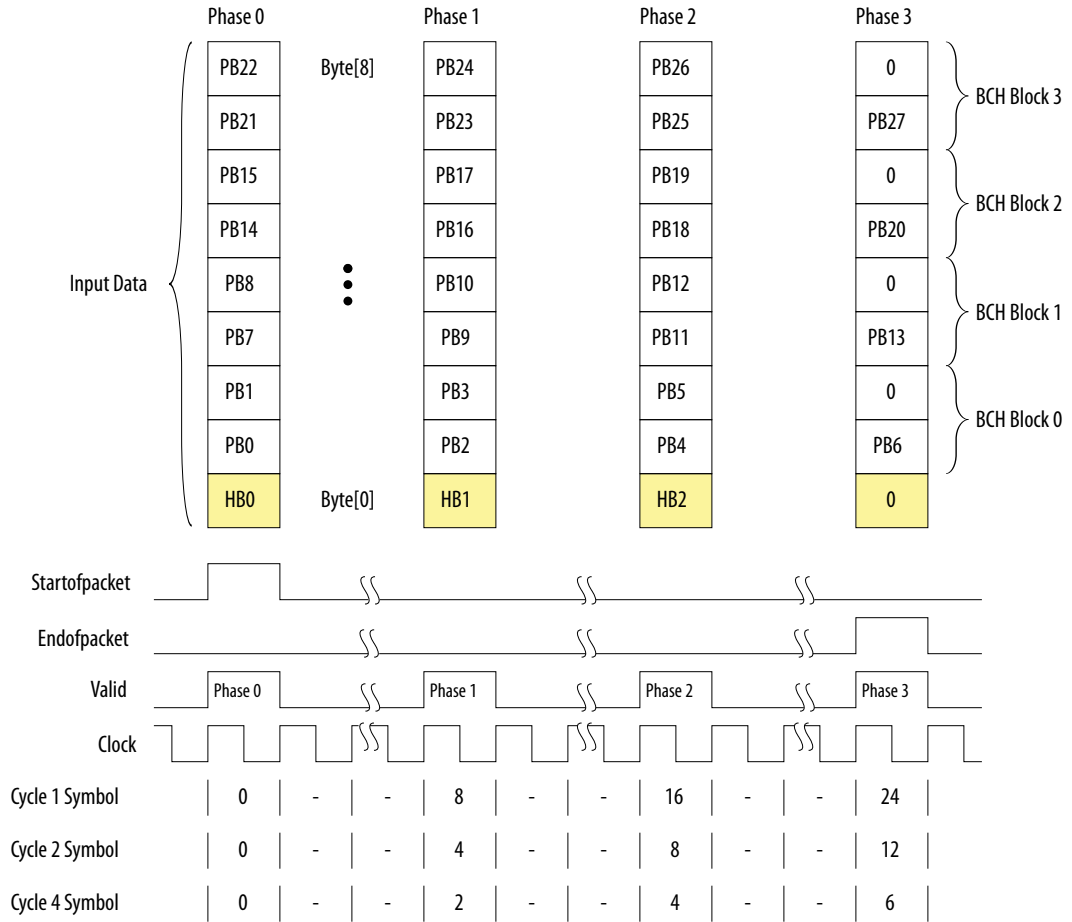 Phase 0 Phase 1 Phase 2 Phase 3
PB22 Byte[8] PB24 PB26 0
BCH Block 3
PB21 PB23 PB25 PB27
PB15 PB17 PB19 0
BCH Block 2
PB14 PB16 PB18 PB20
Input Data PB8 PB10 PB12 0
BCH Block 1
PB7 PB9 PB11 PB13
PB1 PB3 PB5 0
BCH Block 0
PB0 PB2 PB4 PB6
HB0 Byte[0] HB1 HB2 0
Startofpacket
Endofpacket
Valid Phase 0 Phase 1 Phase 2 Phase 3
Clock
Cycle 1 Symbol 0 - - 8 - - 16 - - 24
Cycle 2 Symbol 0 - - 4 - - 8 - - 12
Cycle 4 Symbol 0 - - 2 - - 4 - - 6